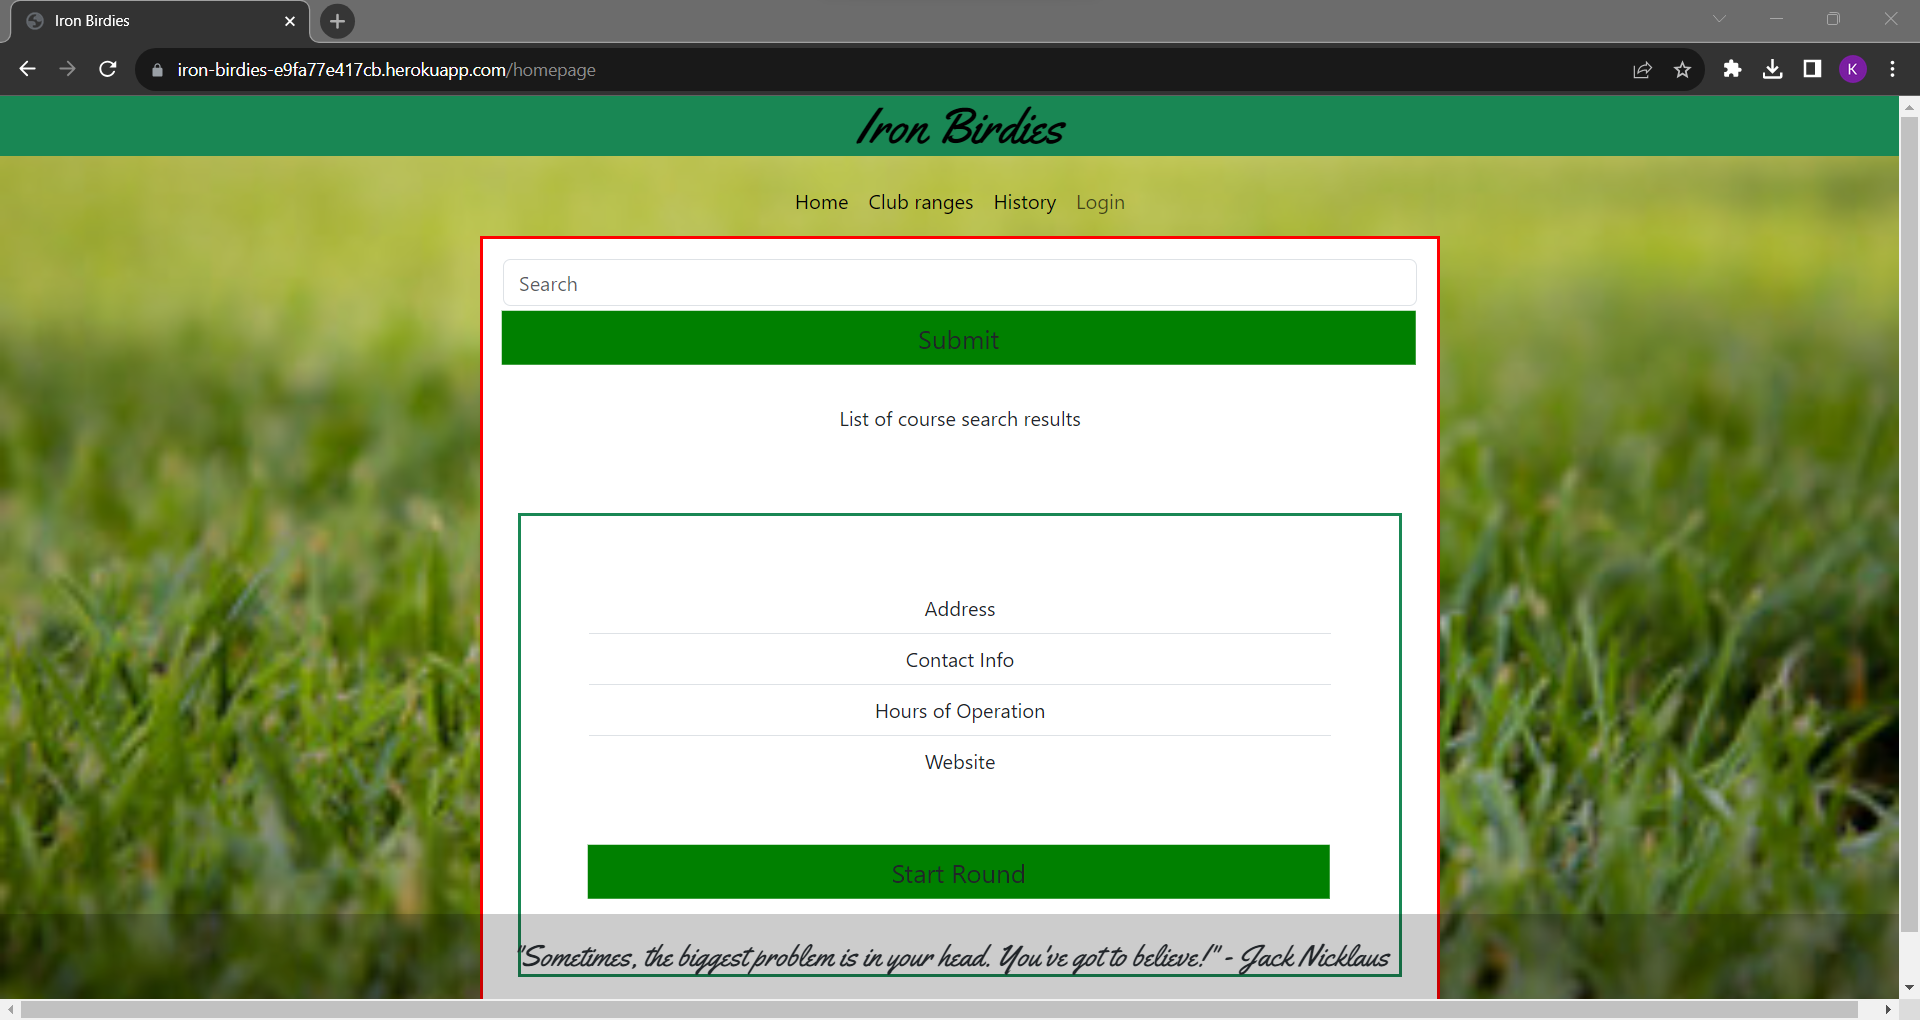 Iron Birdies
iron-birdies-e9fa77e417cb.herokuapp.com/homepage
K
Iron Birdies
Home Club ranges History Login
Search
Submit
List of course search results
Address
Contact Info
Hours of Operation
Website
Start Round
"Sometimes, the biggest problem is in your head. You've got to believe!" - Jack Nicklaus